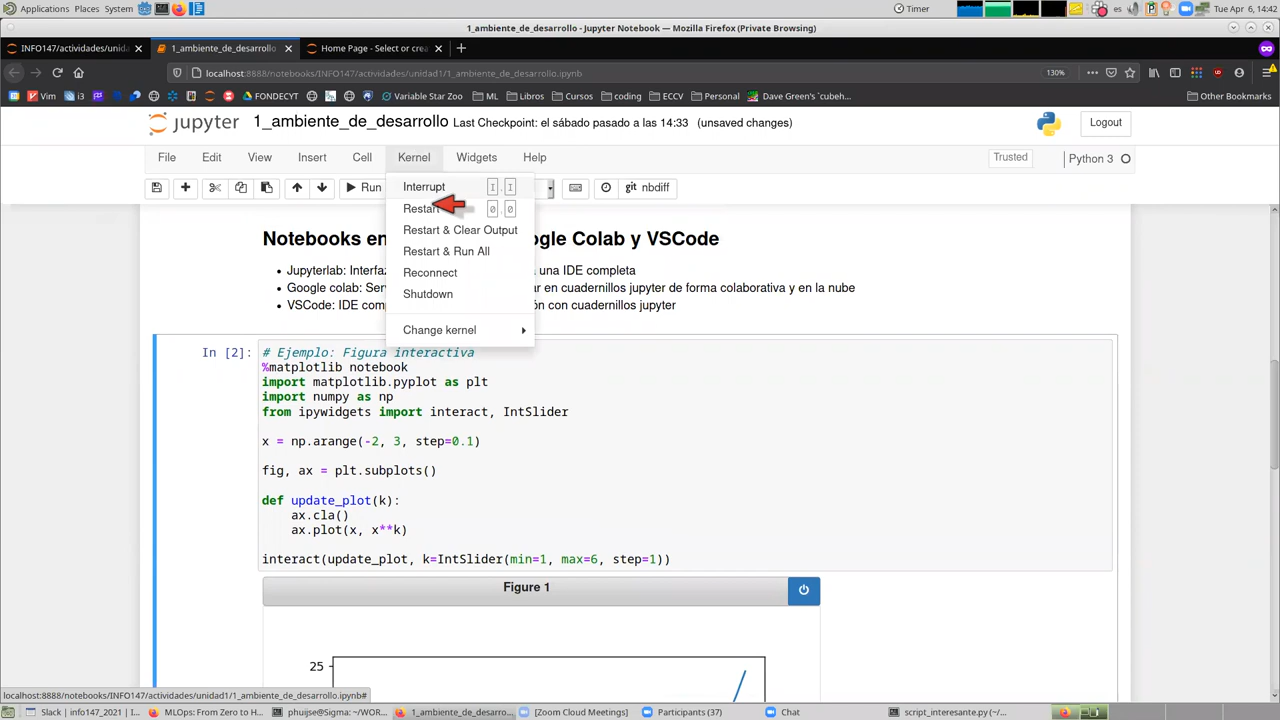 Applications Places System Timer es Tue Apr 6, 14:42
1_ambiente_de_desarrollo - Jupyter Notebook — Mozilla Firefox (Private Browsing)
INFO147/actividades/unida 1_ambiente_de_desarrollo Home Page - Select or crea
localhost:8888/notebooks/INFO147/actividades/unidad1/1_ambiente_de_desarrollo.ipynb 130%
Vim i3 FONDECYT Variable Star Zoo ML Libros Cursos coding ECCV Personal Dave Green's 'cubeh... Other Bookmarks
jupyter 1_ambiente_de_desarrollo Last Checkpoint: el sábado pasado a las 14:33 (unsaved changes) Logout
File Edit View Insert Cell Kernel Widgets Help Trusted Python 3
Run nbdiff
Interrupt I , I
Restart 0 , 0
Restart & Clear Output
Restart & Run All
Reconnect
Shutdown
Change kernel
Notebooks en ogle Colab y VSCode
Jupyterlab: Interfaz una IDE completa
Google colab: Ser ar en cuadernillos jupyter de forma colaborativa y en la nube
VSCode: IDE com ón con cuadernillos jupyter
In [2]: # Ejemplo: Figura interactiva
%matplotlib notebook
import matplotlib.pyplot as plt
import numpy as np
from ipywidgets import interact, IntSlider
x = np.arange(-2, 3, step=0.1)
fig, ax = plt.subplots()
def update_plot(k):
ax.cla()
ax.plot(x, x**k)
interact(update_plot, k=IntSlider(min=1, max=6, step=1))
Figure 1
25
localhost:8888/notebooks/INFO147/actividades/unidad1/1_ambiente_de_desarrollo.ipynb#
Slack | info147_2021 | I... MLOps: From Zero to H... phuijse@Sigma: ~/WOR... 1_ambiente_de_desarro... [Zoom Cloud Meetings] Participants (37) Chat script_interesante.py (~/...